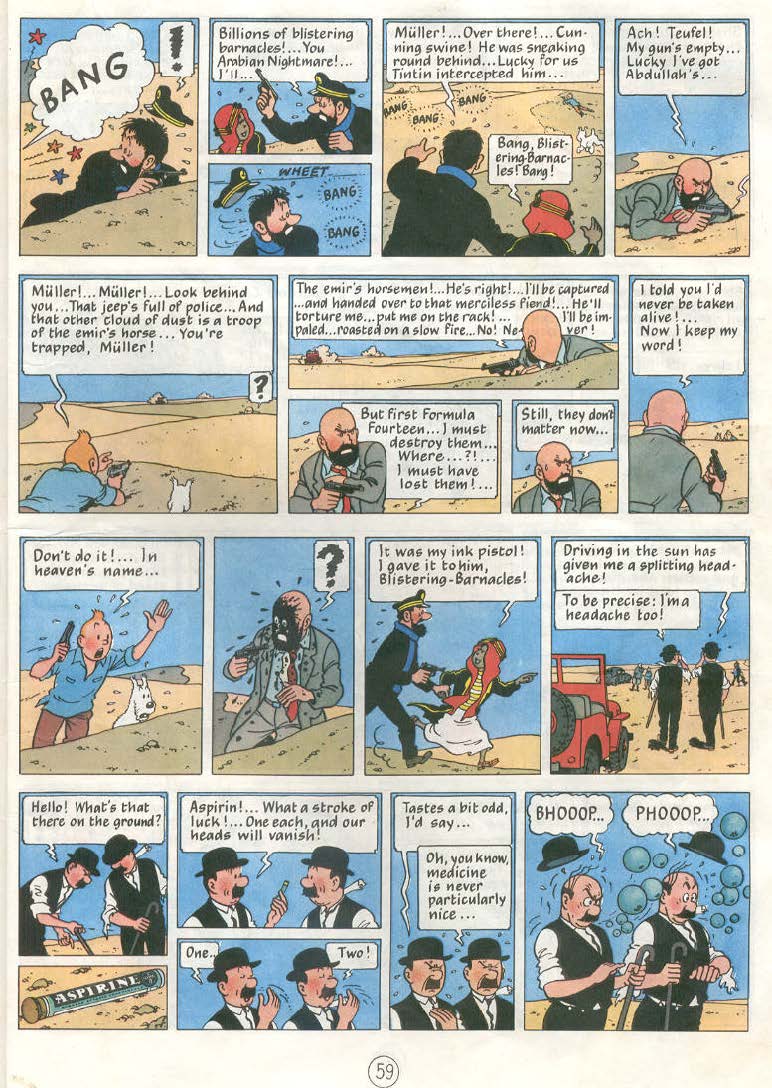 BANG
!
Billions of blistering
barnacles!...You
Arabian Nightmare!...
I'll...
WHEET
BANG
BANG
Müller!...Over there!...Cun-
ning swine! He was sneaking
round behind...Lucky for us
Tintin intercepted him...
BANG
BANG
BANG
Bang, Blist-
ering-Barnac-
les! Bang!
Ach! Teufel!
My gun's empty...
Lucky I've got
Abdullah's...
Müller!...Müller!...Look behind
you...That jeep's full of police...And
that other cloud of dust is a troop
of the emir's horse...You're
trapped, Müller!
?
The emir's horsemen!...He's right!...I'll be captured
...and handed over to that merciless fiend!...He'll
torture me...put me on the rack!... I'll be im-
paled...roasted on a slow fire...No! Ne ver!
But first Formula
Fourteen...I must
destroy them...
Where...?!...
I must have
lost them!...
Still, they don't
matter now...
I told you I'd
never be taken
alive!...
Now I keep my
word!
Don't do it!...In
heaven's name...
?
It was my ink pistol!
I gave it to him,
Blistering-Barnacles!
Driving in the sun has
given me a splitting head-
ache!
To be precise: I'm a
headache too!
Hello! What's that
there on the ground?
ASPIRINE
Aspirin!...What a stroke of
luck!...One each, and our
heads will vanish!
One...
Two!
Tastes a bit odd,
I'd say...
Oh, you know,
medicine
is never
particularly
nice...
BHOOOP...
PHOOOP...
59